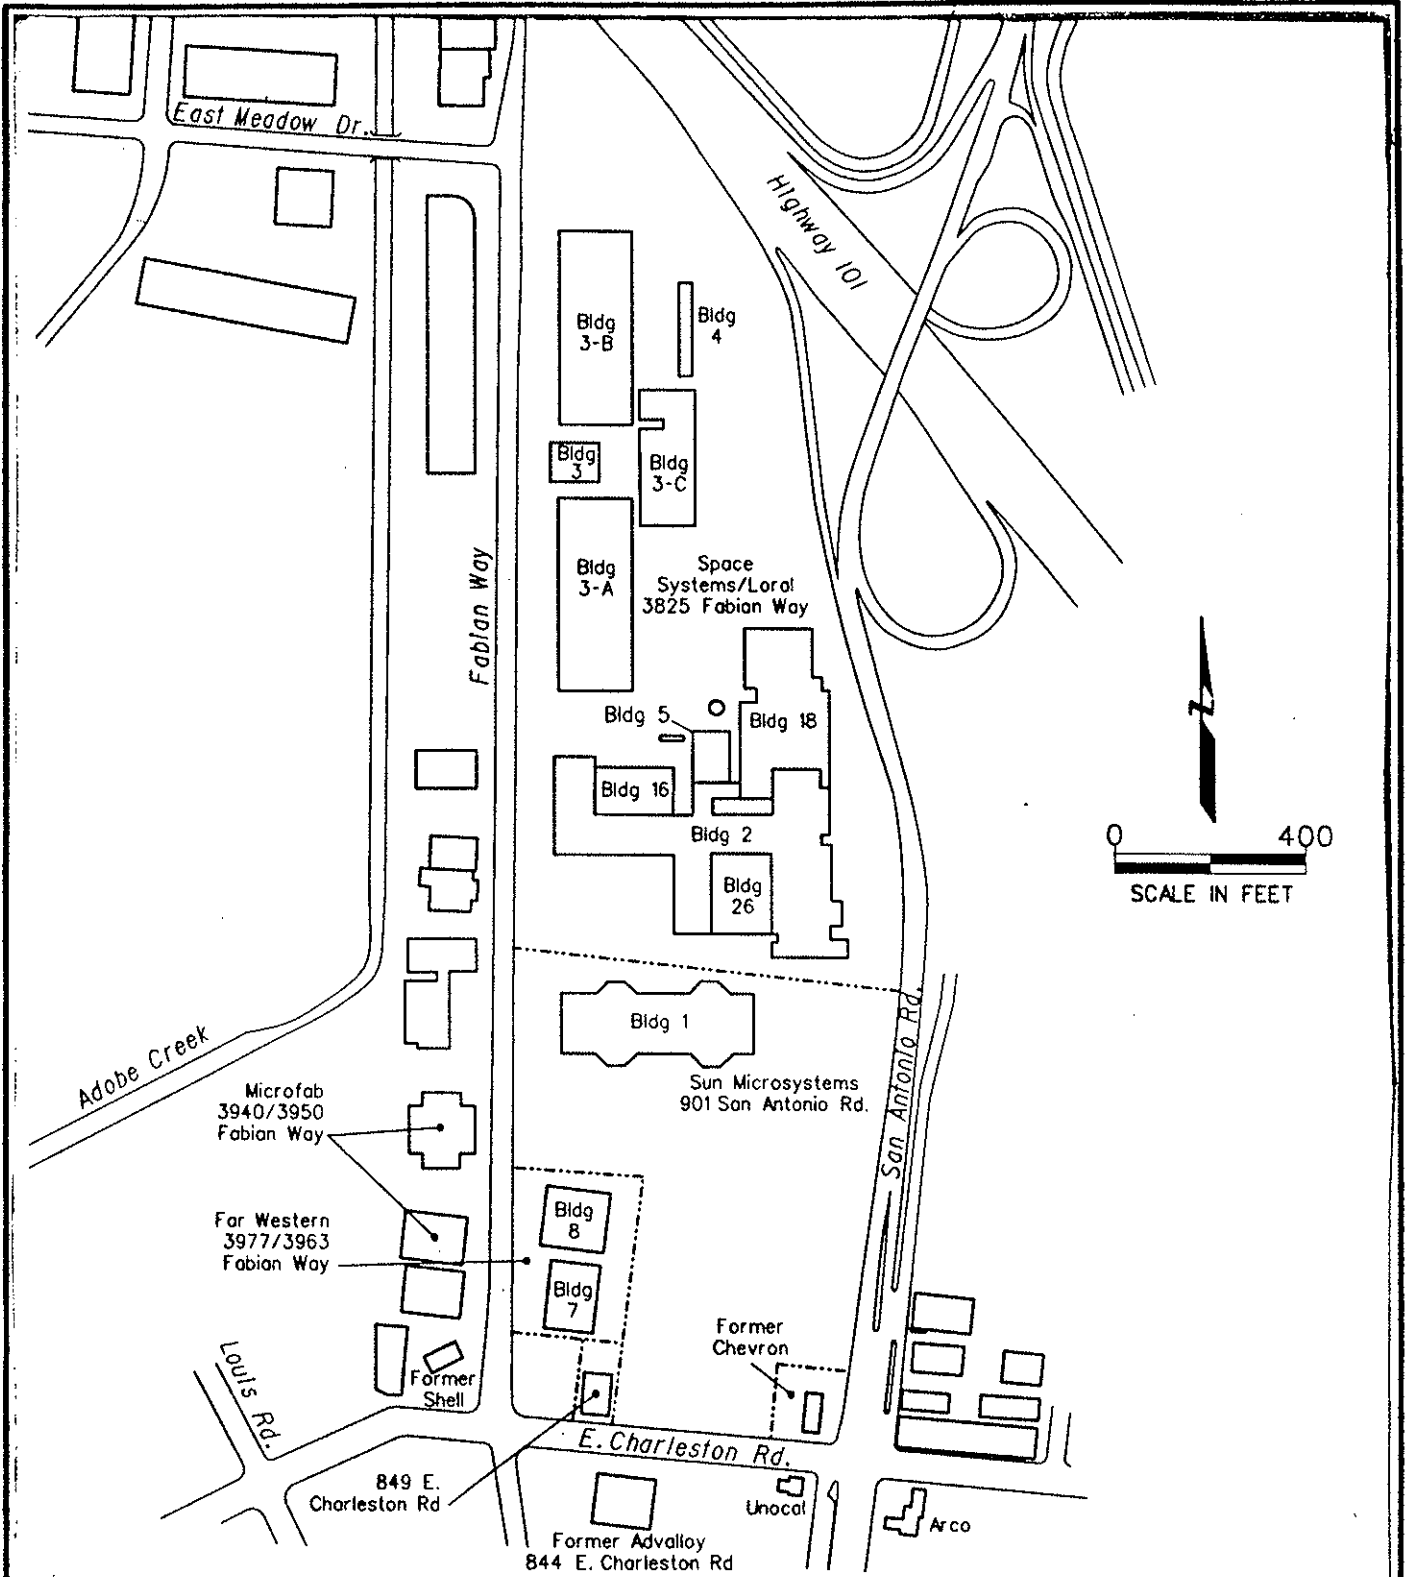 East Meadow Dr.
HIghway 101
Bldg
3-B
Bldg
4
Bldg
3
Bldg
3-C
Bldg
3-A
Fabian Way
Space
Systems/Loral
3825 Fabian Way
Bldg 5
Bldg 18
Bldg 16
Bldg 2
Bldg
26
Z
0 400
SCALE IN FEET
Bldg 1
Sun Microsystems
901 San Antonio Rd.
San Antonio Rd.
Adobe Creek
Microfab
3940/3950
Fabian Way
Far Western
3977/3963
Fabian Way
Bldg
8
Bldg
7
Former
Chevron
Louis Rd.
Former
Shell
E. Charleston Rd.
849 E.
Charleston Rd
Unocal
Arco
Former Advalloy
844 E. Charleston Rd